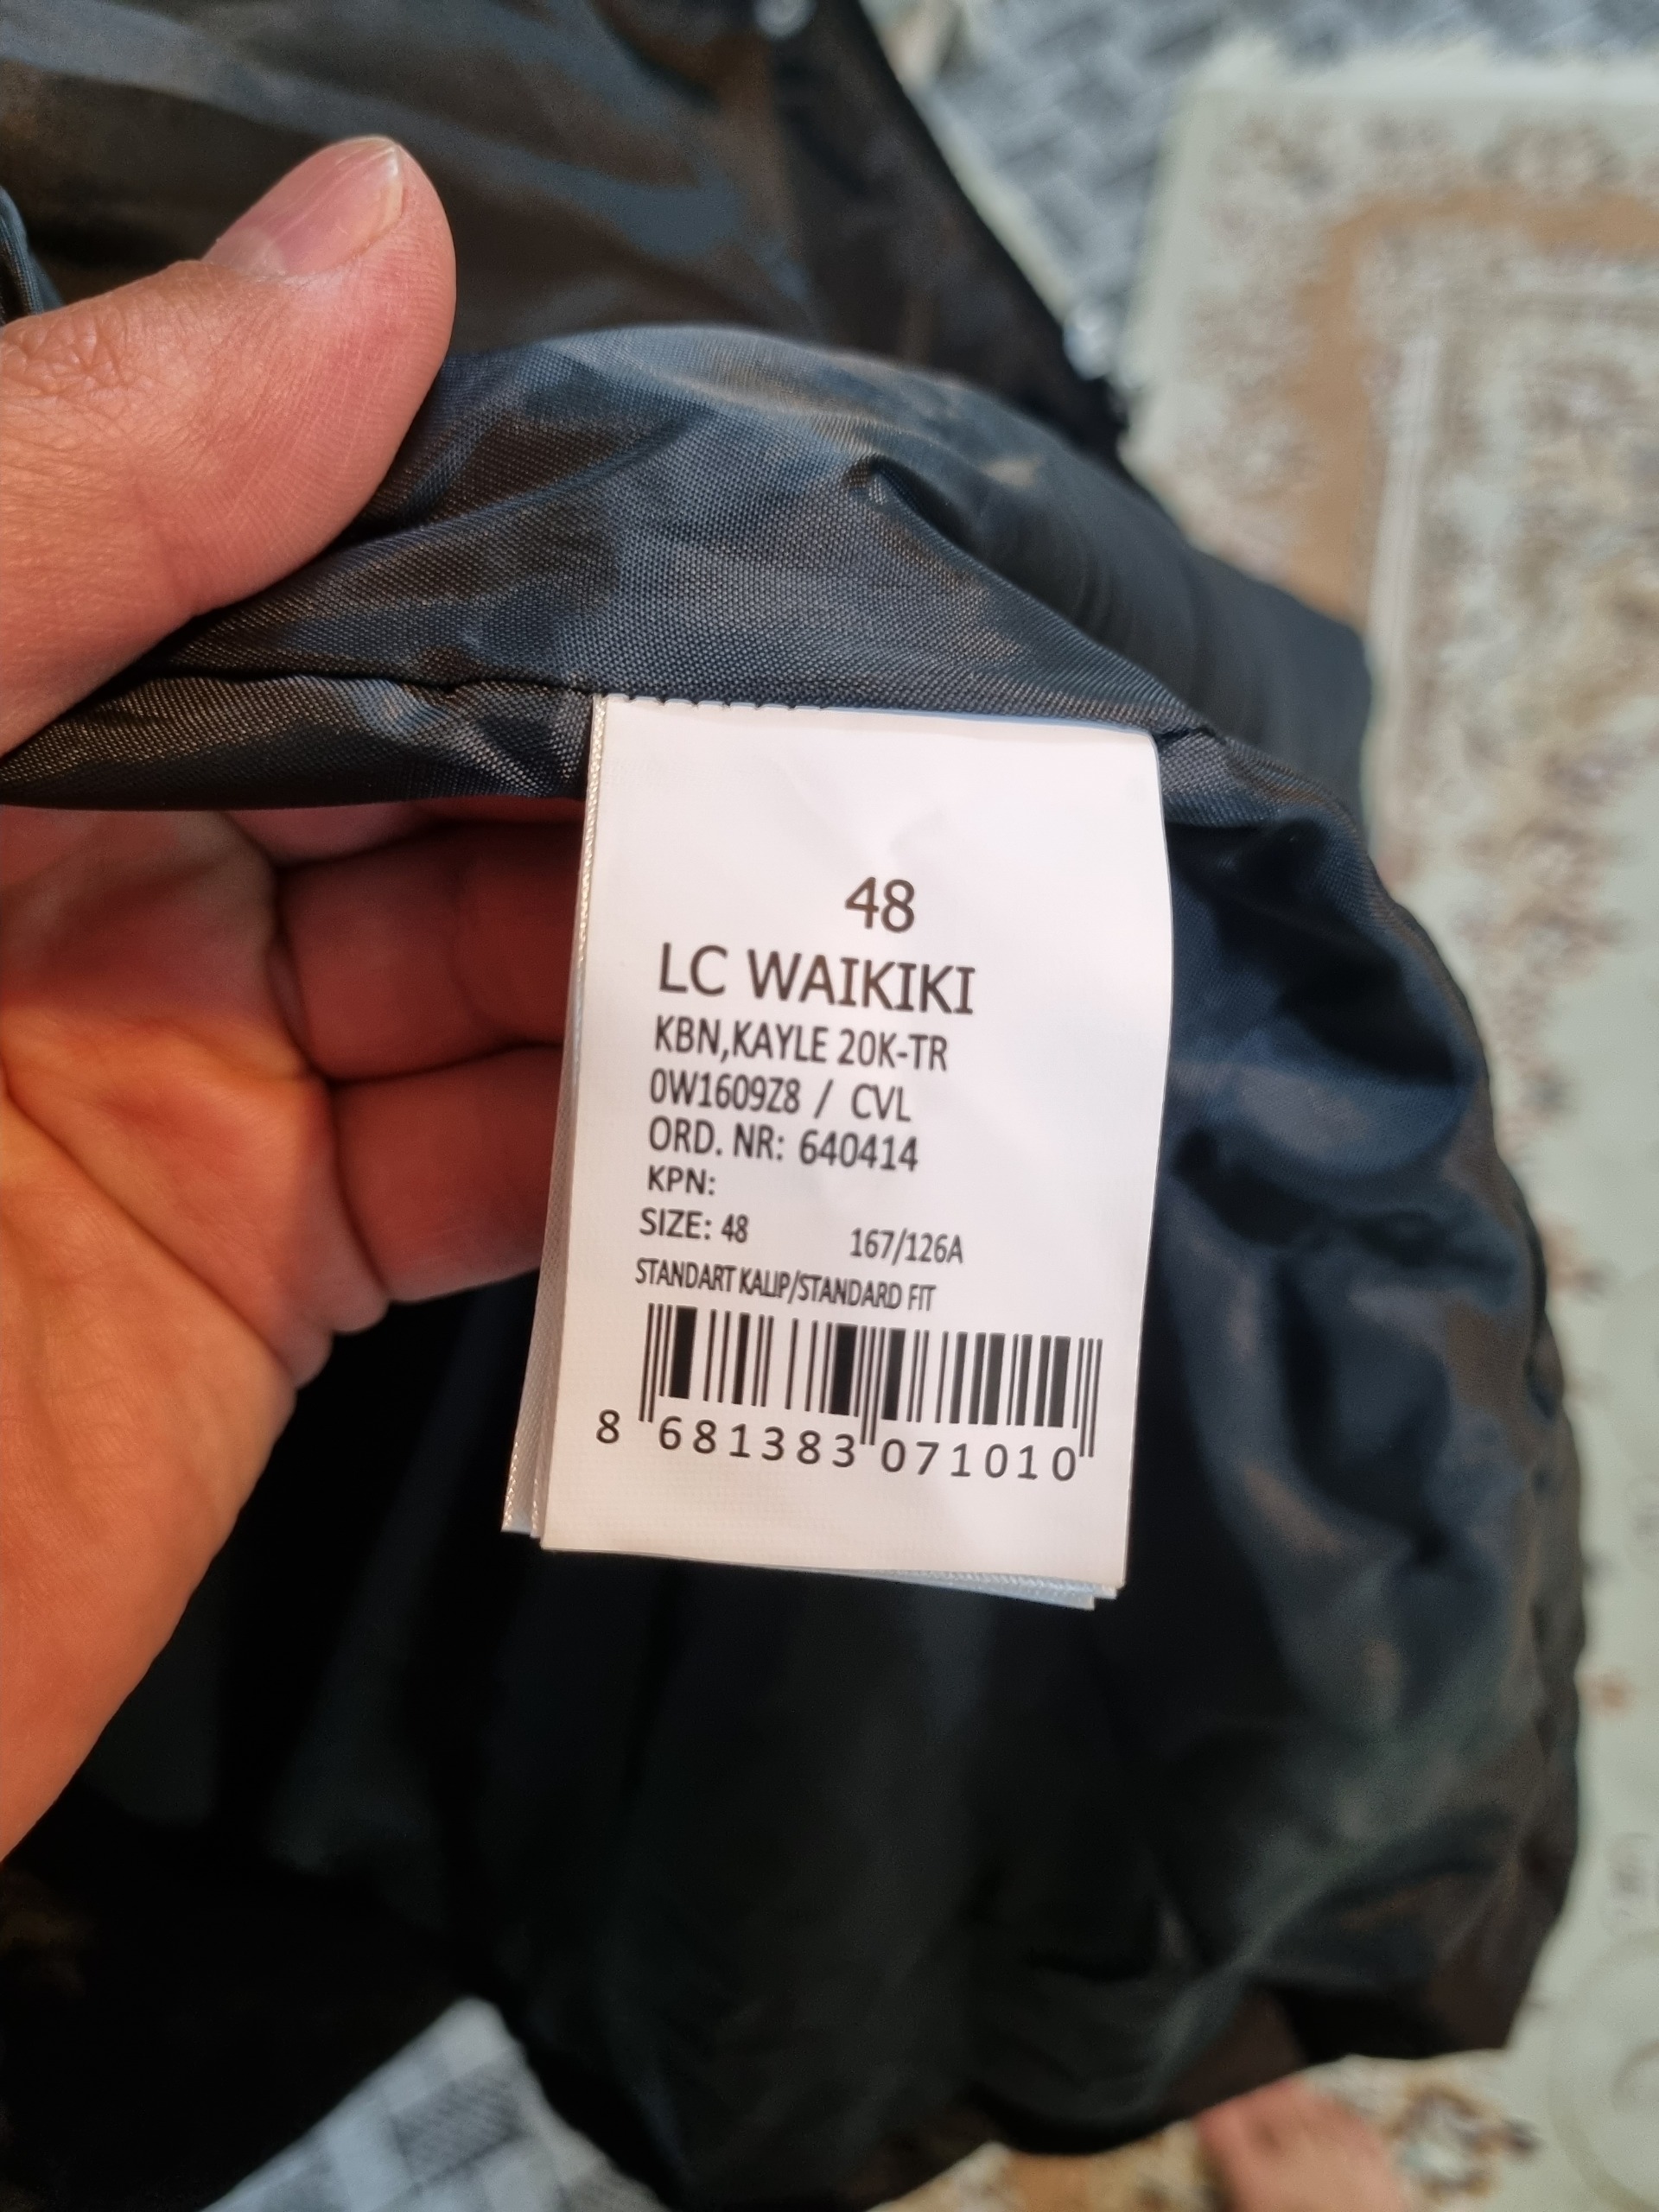 48
LC WAIKIKI
KBN,KAYLE 20K-TR
0W1609Z8 / CVL
ORD. NR: 640414
KPN:
SIZE: 48 167/126A
STANDART KALIP/STANDARD FIT
8 681383 071010